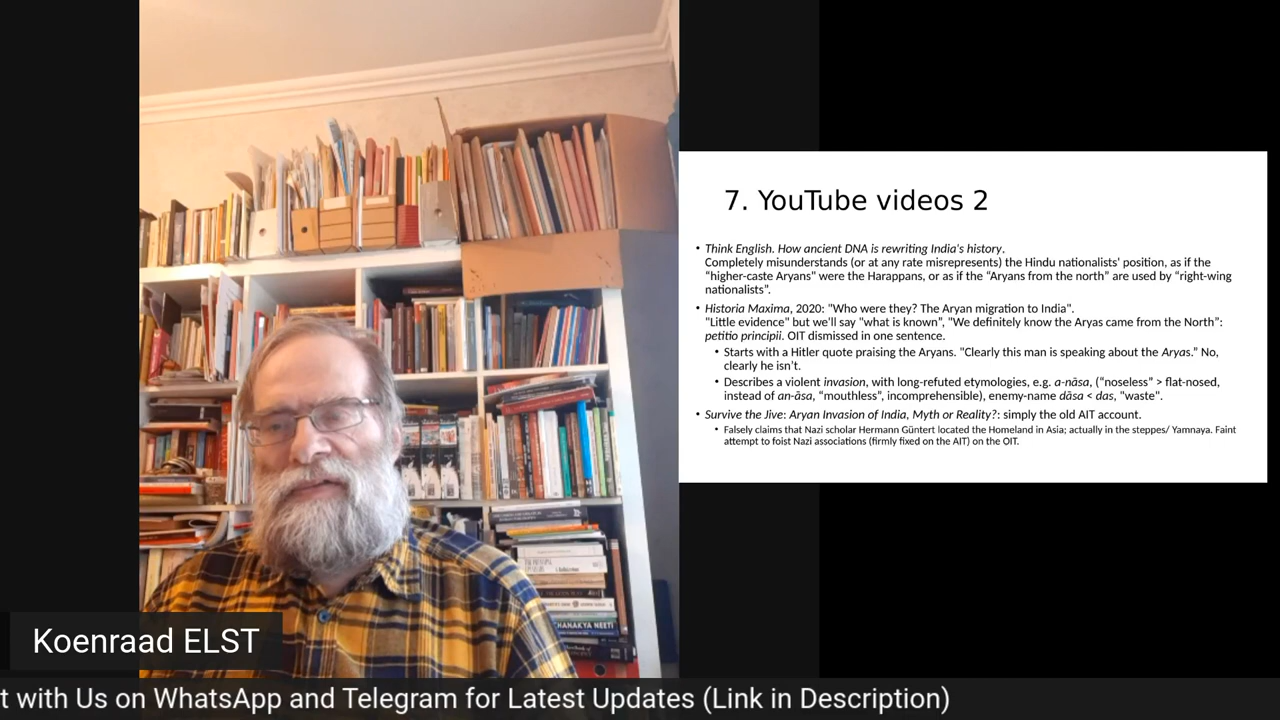 7. YouTube videos 2
• Think English. How ancient DNA is rewriting India's history.
Completely misunderstands (or at any rate misrepresents) the Hindu nationalists' position, as if the
“higher-caste Aryans” were the Harappans, or as if the “Aryans from the north” are used by “right-wing
nationalists”.
• Historia Maxima, 2020: "Who were they? The Aryan migration to India".
"Little evidence" but we’ll say "what is known", "We definitely know the Aryas came from the North”:
petitio principii. OIT dismissed in one sentence.
• Starts with a Hitler quote praising the Aryans. "Clearly this man is speaking about the Aryas.” No,
clearly he isn’t.
• Describes a violent invasion, with long-refuted etymologies, e.g. a-nāsa, (“noseless” > flat-nosed,
instead of an-āsa, “mouthless”, incomprehensible), enemy-name dāsa < das, "waste".
• Survive the Jive: Aryan Invasion of India, Myth or Reality?: simply the old AIT account.
• Falsely claims that Nazi scholar Hermann Güntert located the Homeland in Asia; actually in the steppes/ Yamnaya. Faint
attempt to foist Nazi associations (firmly fixed on the AIT) on the OIT.
CHANAKYA NEETI
Koenraad ELST
t with Us on WhatsApp and Telegram for Latest Updates (Link in Description)